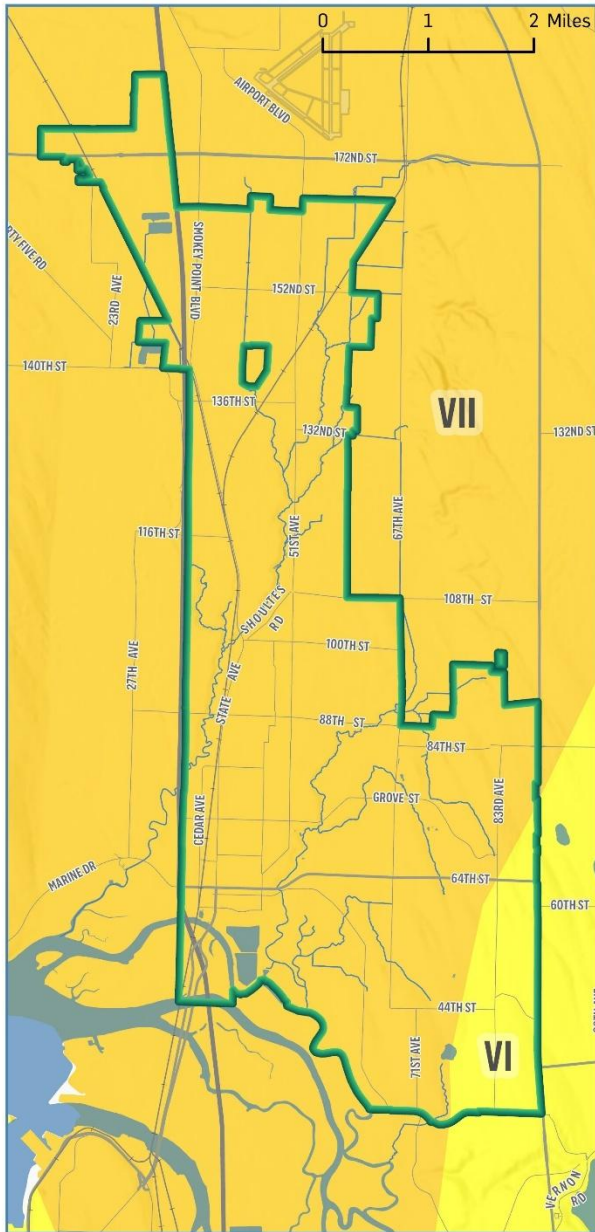 0 1 2 Miles
AIRPORT BLVD
172ND ST
RTY FIVE RD
23RD AVE
SMOKEY POINT BLVD
152ND ST
140TH ST
136TH ST
132ND ST
VII
132ND ST
67TH AVE
51ST AVE
116TH ST
SHOULTES RD
108TH ST
100TH ST
27TH AVE
STATE AVE
88TH ST
84TH ST
GROVE ST
83RD AVE
CEDAR AVE
MARINE DR
64TH ST
60TH ST
44TH ST
71ST AVE
VI
VERNON RD